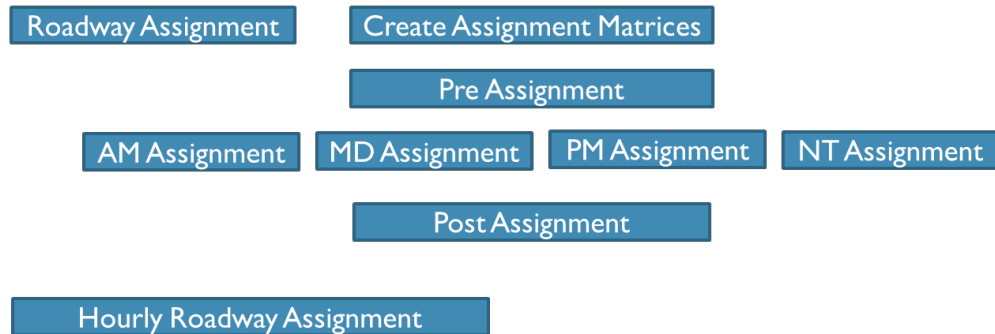 Roadway Assignment
Create Assignment Matrices
Pre Assignment
AM Assignment
MD Assignment
PM Assignment
NT Assignment
Post Assignment
Hourly Roadway Assignment